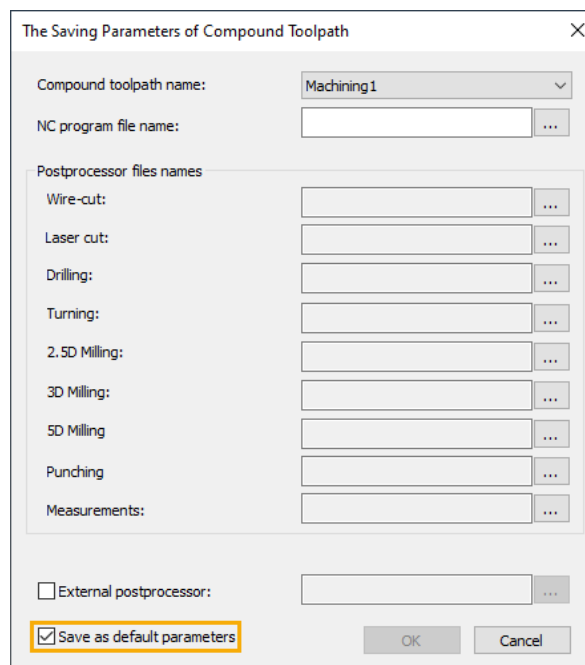 The Saving Parameters of Compound Toolpath
Compound toolpath name: Machining1
NC program file name: ...
Postprocessor files names
Wire-cut: ...
Laser cut: ...
Drilling: ...
Turning: ...
2.5D Milling: ...
3D Milling: ...
5D Milling ...
Punching ...
Measurements: ...
External postprocessor: ...
Save as default parameters OK Cancel